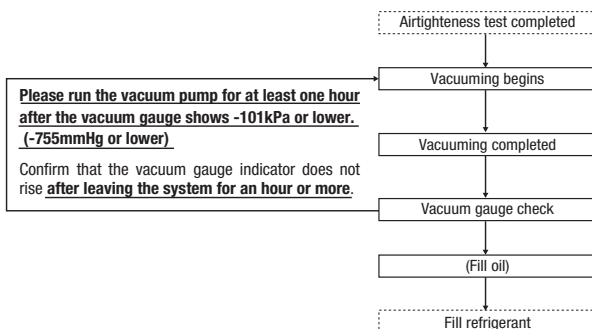 Airtighteness test completed
Vacuuming begins
Please run the vacuum pump for at least one hour
after the vacuum gauge shows -101kPa or lower.
(-755mmHg or lower)
Confirm that the vacuum gauge indicator does not
rise after leaving the system for an hour or more.
Vacuuming completed
Vacuum gauge check
(Fill oil)
Fill refrigerant